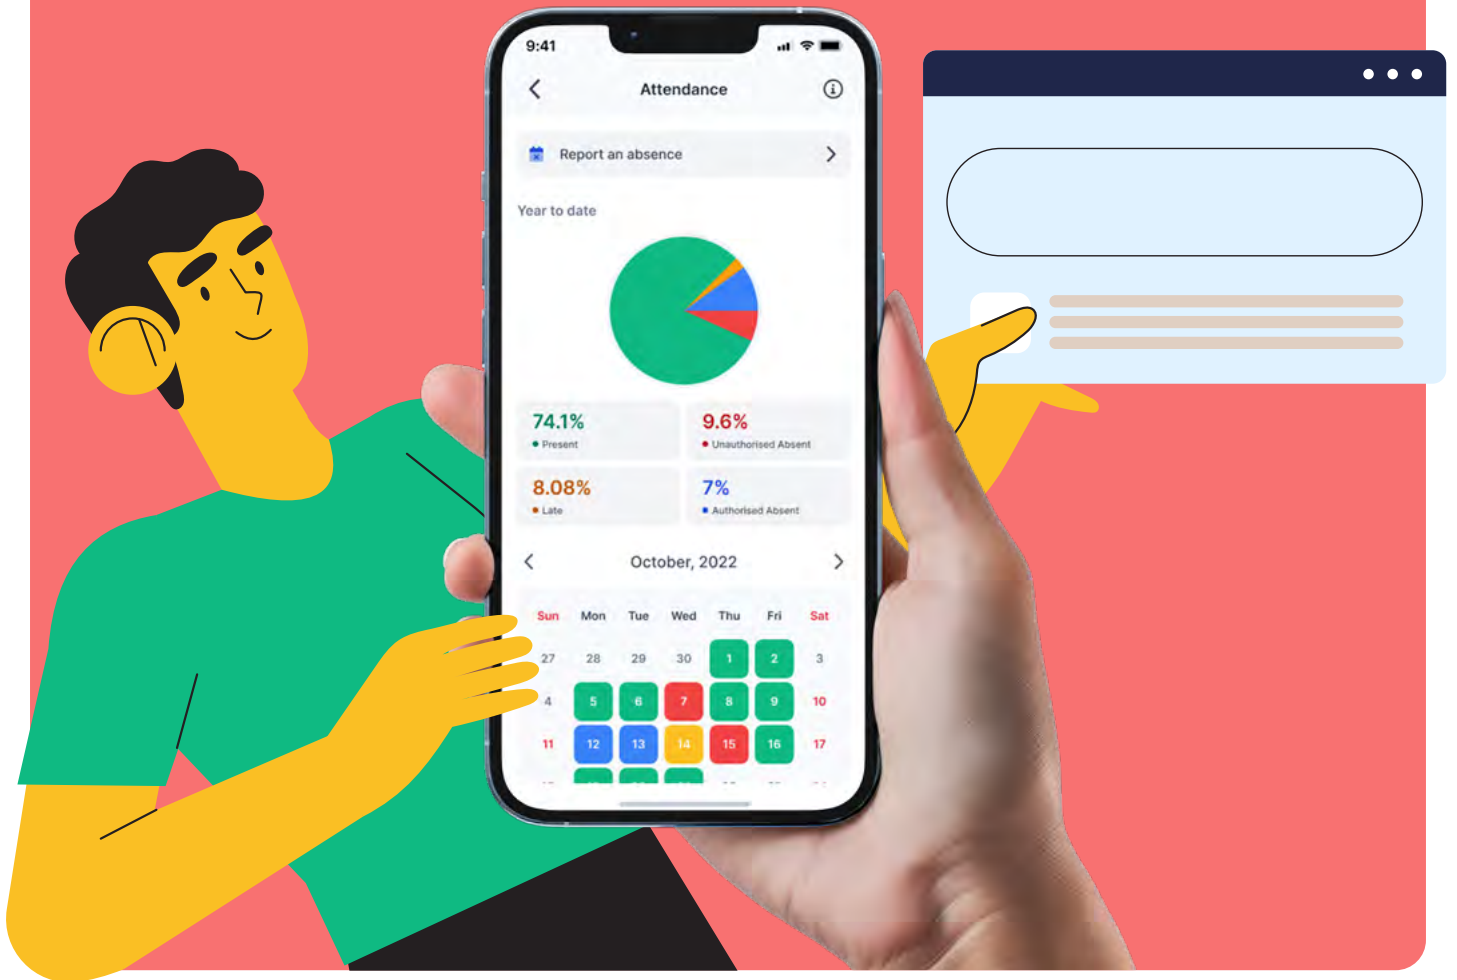 9:41
Attendance
Report an absence
Year to date
74.1%
Present
9.6%
Unauthorised Absent
8.08%
Late
7%
Authorised Absent
October, 2022
Sun Mon Tue Wed Thu Fri Sat
27 28 29 30 1 2 3
4 5 6 7 8 9 10
11 12 13 14 15 16 17